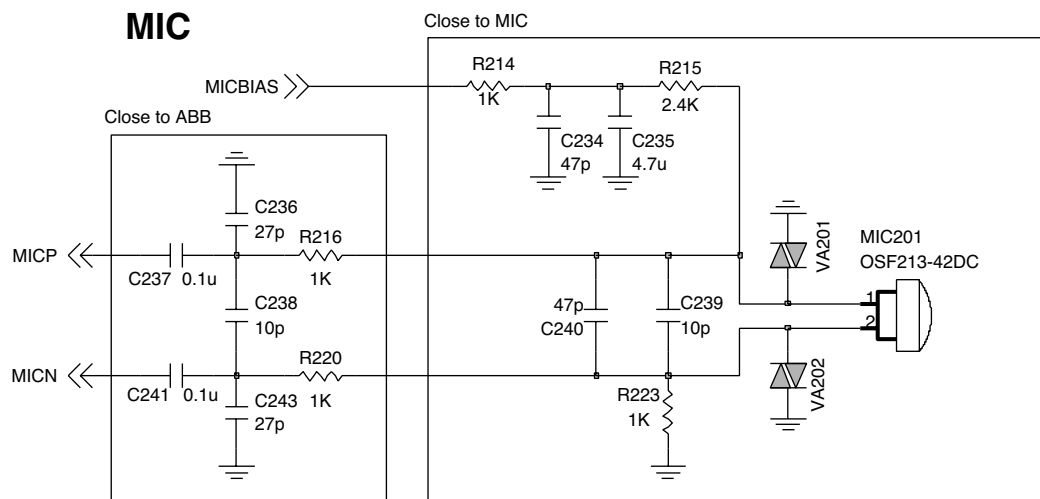 MIC
Close to MIC
MICBIAS
R214
1K
R215
2.4K
C234
47p
C235
4.7u
Close to ABB
C236
27p
MICP
C237
0.1u
R216
1K
VA201
MIC201
OSF213-42DC
1
2
C238
10p
47p
C240
C239
10p
MICN
C241
0.1u
R220
1K
C243
27p
R223
1K
VA202